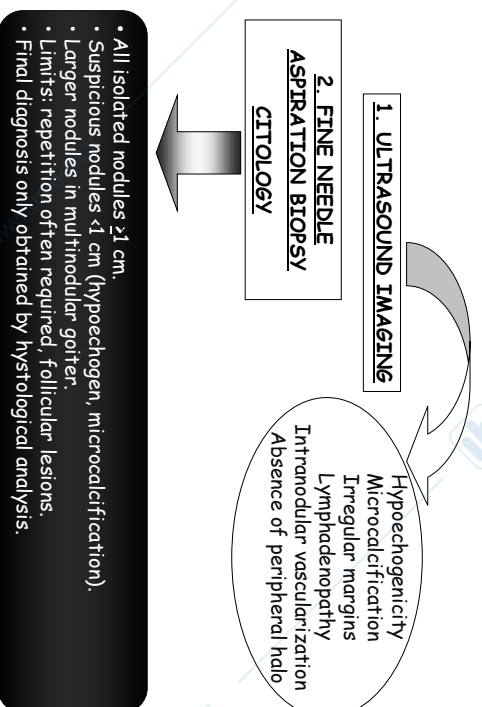 1. ULTRASOUND IMAGING
Hypoechogenicity
Microcalcification
Irregular margins
Lymphadenopathy
Intranodular vascularization
Absence of peripheral halo
2. FINE NEEDLE
ASPIRATION BIOPSY
CITOLOGY
• All isolated nodules ≥1 cm.
• Suspicious nodules <1 cm (hypoechogen, microcalcification).
• Larger nodules in multinodular goiter.
• Limits: repetition often required, follicular lesions.
• Final diagnosis only obtained by hystological analysis.